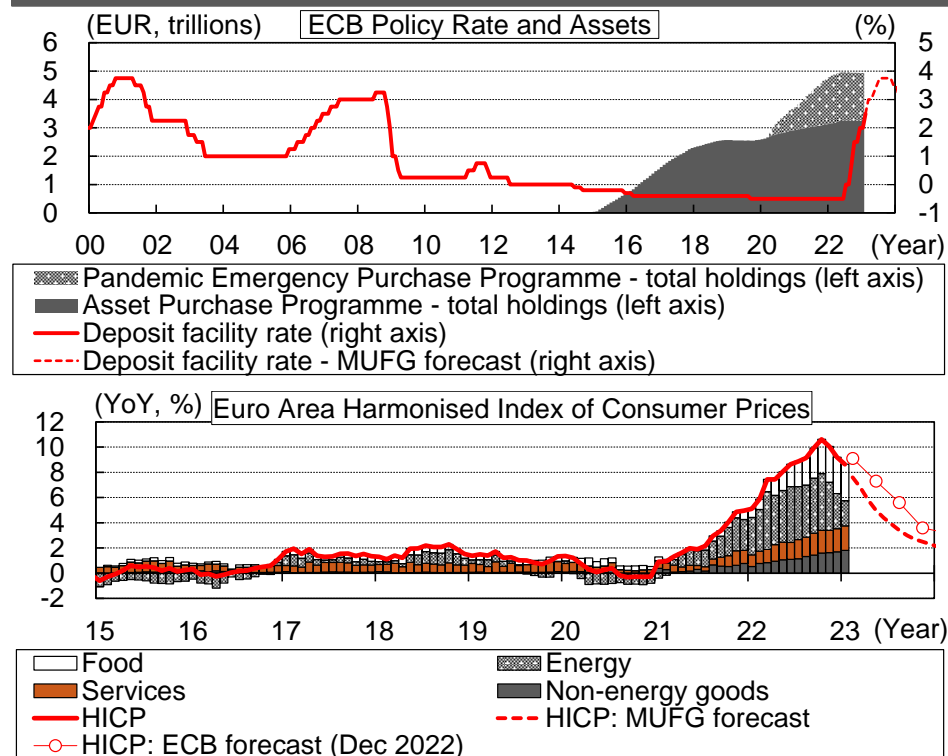 (EUR, trillions) ECB Policy Rate and Assets (%)
6 5
5 4
4 3
3 2
2 1
1 0
0 -1
00 02 04 06 08 10 12 14 16 18 20 22 (Year)
Pandemic Emergency Purchase Programme - total holdings (left axis)
Asset Purchase Programme - total holdings (left axis)
Deposit facility rate (right axis)
Deposit facility rate - MUFG forecast (right axis)
(YoY, %) Euro Area Harmonised Index of Consumer Prices
12
10
8
6
4
2
0
-2
15 16 17 18 19 20 21 22 23 (Year)
Food Energy
Services Non-energy goods
HICP HICP: MUFG forecast
HICP: ECB forecast (Dec 2022)